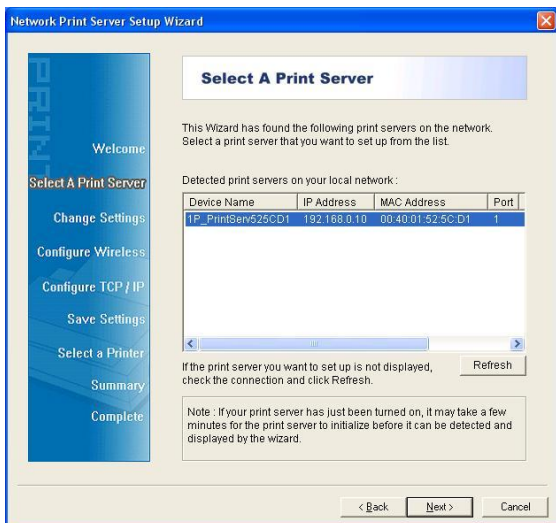 Network Print Server Setup Wizard
PRINT
Welcome
Select A Print Server
Change Settings
Configure Wireless
Configure TCP / IP
Save Settings
Select a Printer
Summary
Complete
Select A Print Server
This Wizard has found the following print servers on the network.
Select a print server that you want to set up from the list.
Detected print servers on your local network :
Device Name IP Address MAC Address Port
1P_PrintServ525CD1 192.168.0.10 00:40:01:52:5C:D1 1
If the print server you want to set up is not displayed,
check the connection and click Refresh.
Refresh
Note : If your print server has just been turned on, it may take a few
minutes for the print server to initialize before it can be detected and
displayed by the wizard.
< Back Next > Cancel